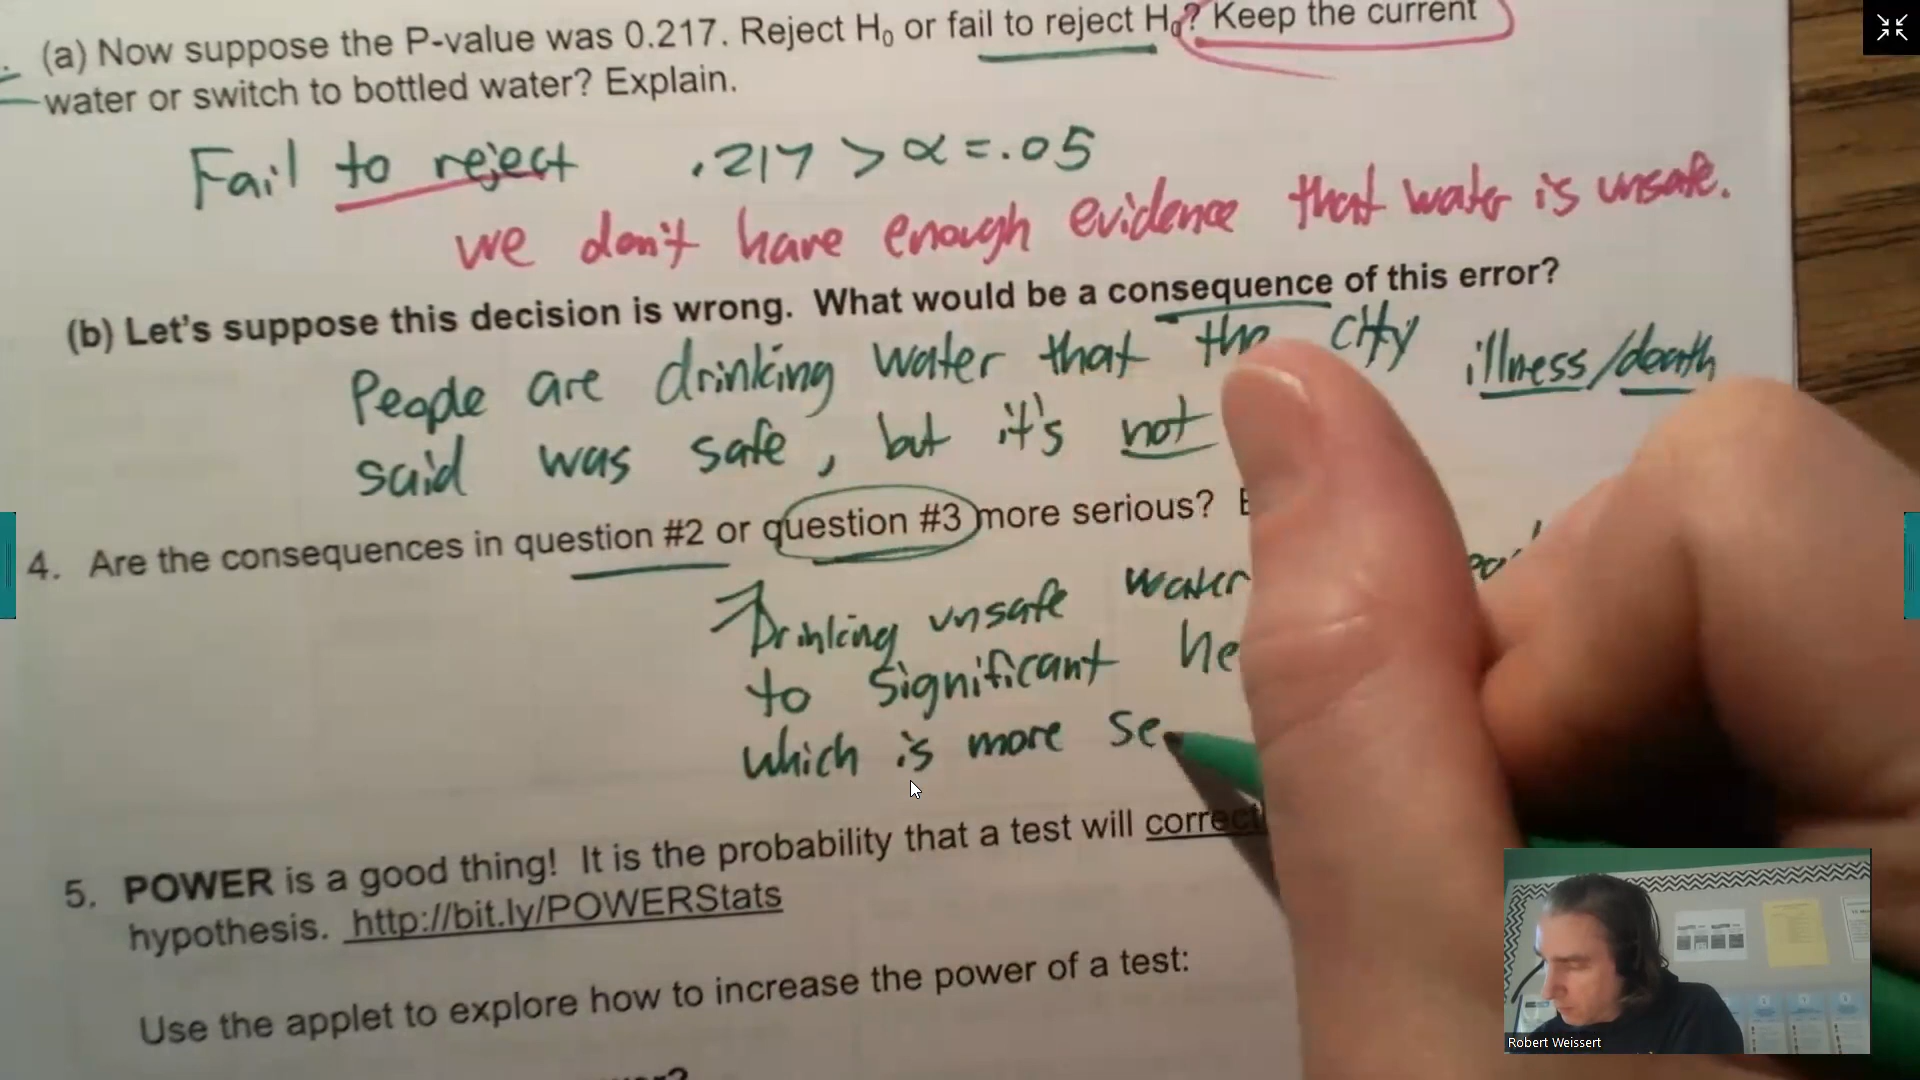 (a) Now suppose the P-value was 0.217. Reject H₀ or fail to reject H₀? Keep the current
water or switch to bottled water? Explain.
Fail to reject .217 > α = .05
we don't have enough evidence that water is unsafe.
(b) Let's suppose this decision is wrong. What would be a consequence of this error?
People are drinking water that the city
illness/death
said was safe, but it's not
4. Are the consequences in question #2 or question #3 more serious?
Drinking unsafe water
to significant he
which is more se
5. POWER is a good thing! It is the probability that a test will correct
hypothesis. http://bit.ly/POWERStats
Use the applet to explore how to increase the power of a test:
Robert Weissert